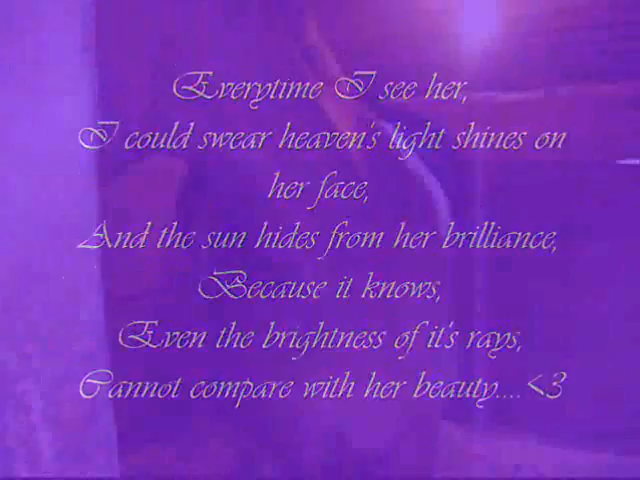 Everytime I see her,
I could swear heaven's light shines on
her face,
And the sun hides from her brilliance,
Because it knows,
Even the brightness of it's rays,
Cannot compare with her beauty....<3